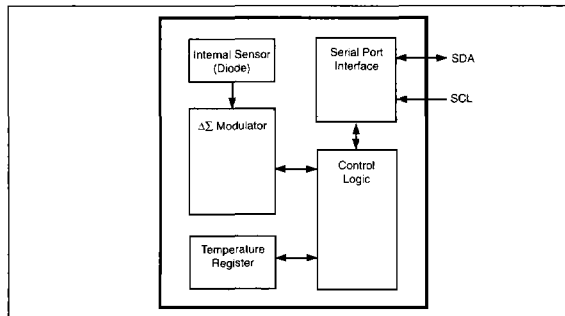 Internal Sensor
(Diode)
Serial Port
Interface
SDA
SCL
ΔΣ Modulator
Control
Logic
Temperature
Register